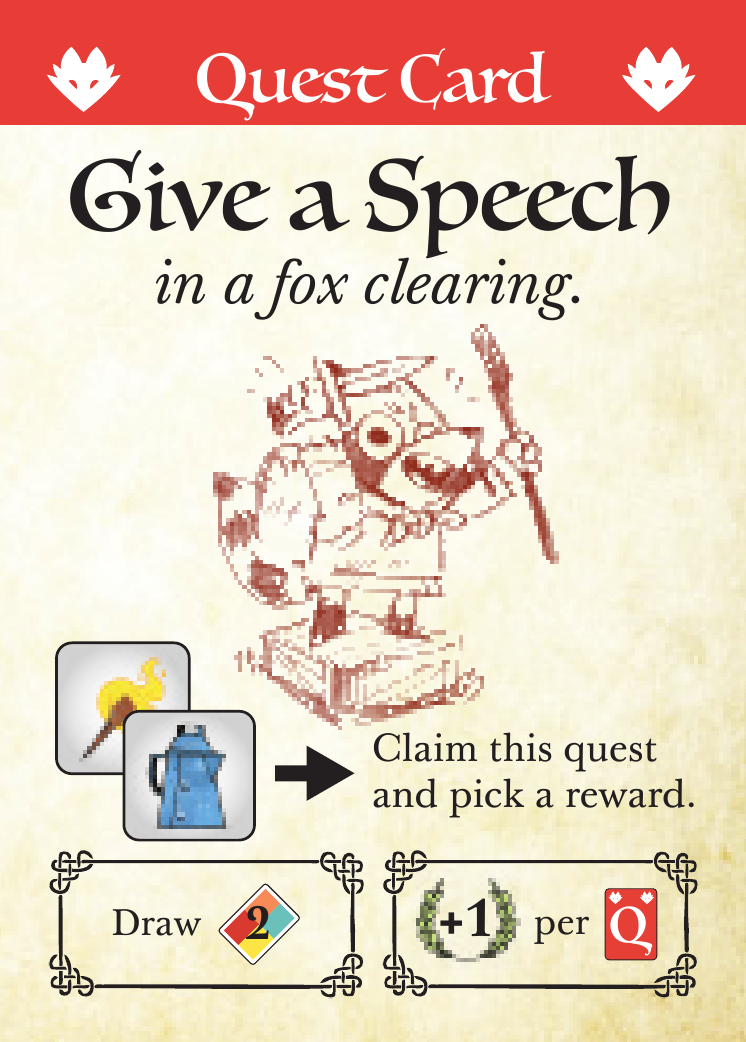 Quest Card
Give a Speech
in a fox clearing.
Claim this quest
and pick a reward.
Draw 2
+1 per Q